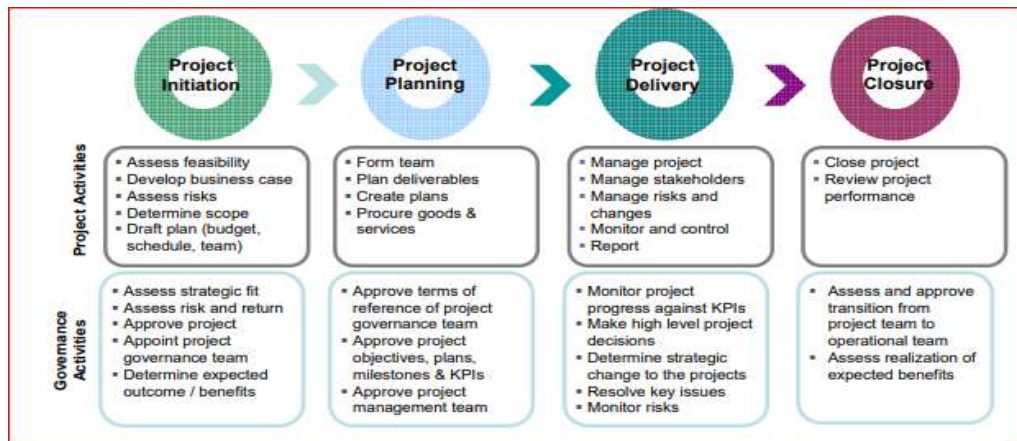 Project
Initiation
Project
Planning
Project
Delivery
Project
Closure
Project Activities
▪ Assess feasibility
▪ Develop business case
▪ Assess risks
▪ Determine scope
▪ Draft plan (budget,
schedule, team)
▪ Form team
▪ Plan deliverables
▪ Create plans
▪ Procure goods &
services
▪ Manage project
▪ Manage stakeholders
▪ Manage risks and
changes
▪ Monitor and control
▪ Report
▪ Close project
▪ Review project
performance
Governance
Activities
▪ Assess strategic fit
▪ Assess risk and return
▪ Approve project
▪ Appoint project
governance team
▪ Determine expected
outcome / benefits
▪ Approve terms of
reference of project
governance team
▪ Approve project
objectives, plans,
milestones & KPIs
▪ Approve project
management team
▪ Monitor project
progress against KPIs
▪ Make high level project
decisions
▪ Determine strategic
change to the projects
▪ Resolve key issues
▪ Monitor risks
▪ Assess and approve
transition from
project team to
operational team
▪ Assess realization of
expected benefits